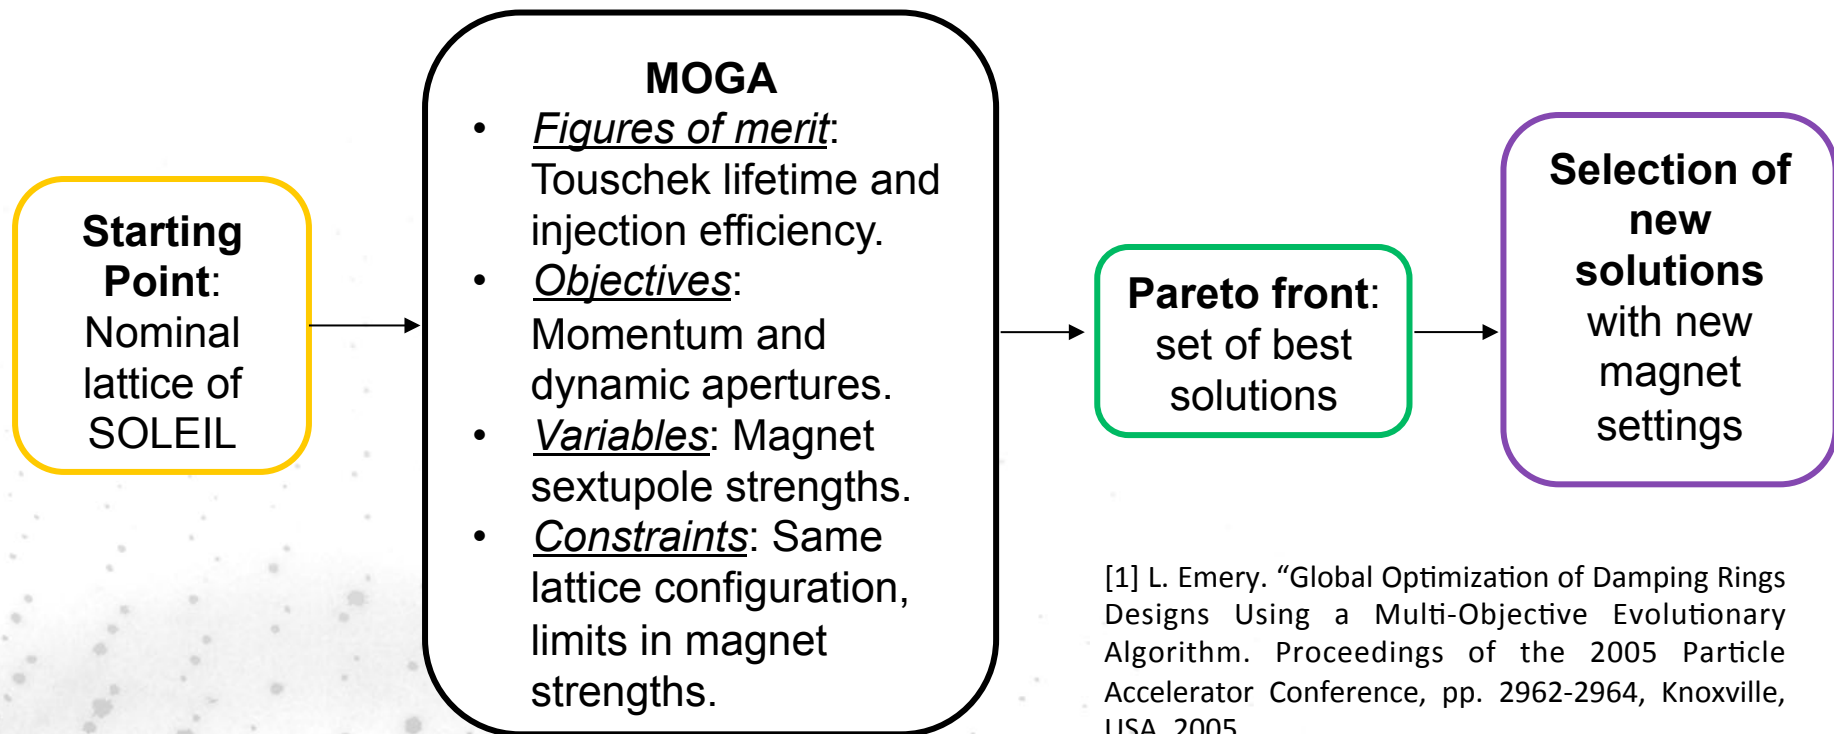 Starting
Point:
Nominal
lattice of
SOLEIL
MOGA
• Figures of merit:
Touschek lifetime and
injection efficiency.
• Objectives:
Momentum and
dynamic apertures.
• Variables: Magnet
sextupole strengths.
• Constraints: Same
lattice configuration,
limits in magnet
strengths.
Pareto front:
set of best
solutions
Selection of
new
solutions
with new
magnet
settings
[1] L. Emery. “Global Optimization of Damping Rings
Designs Using a Multi-Objective Evolutionary
Algorithm. Proceedings of the 2005 Particle
Accelerator Conference, pp. 2962-2964, Knoxville,
USA, 2005